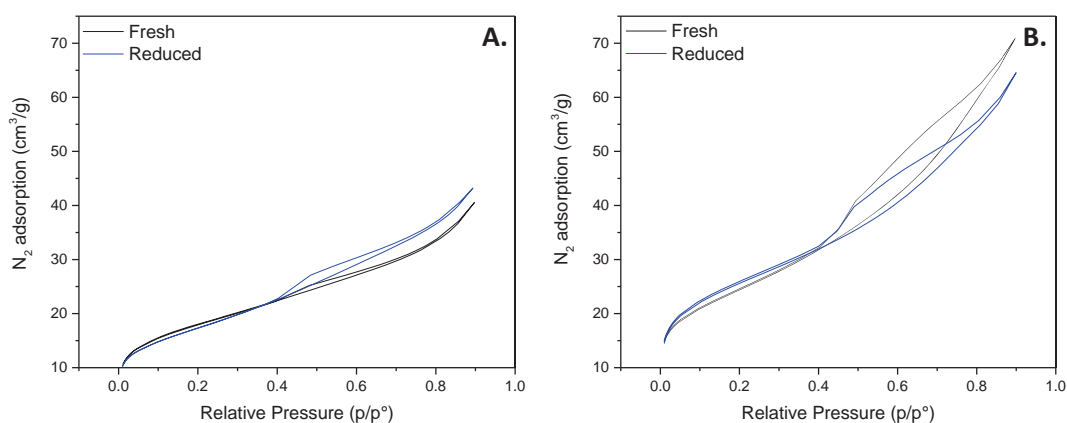 A.
Fresh
Reduced
70
60
50
40
30
20
10
N₂ adsorption (cm³/g)
0.0 0.2 0.4 0.6 0.8 1.0
Relative Pressure (p/p°)
B.
Fresh
Reduced
70
60
50
40
30
20
10
N₂ adsorption (cm³/g)
0.0 0.2 0.4 0.6 0.8 1.0
Relative Pressure (p/p°)